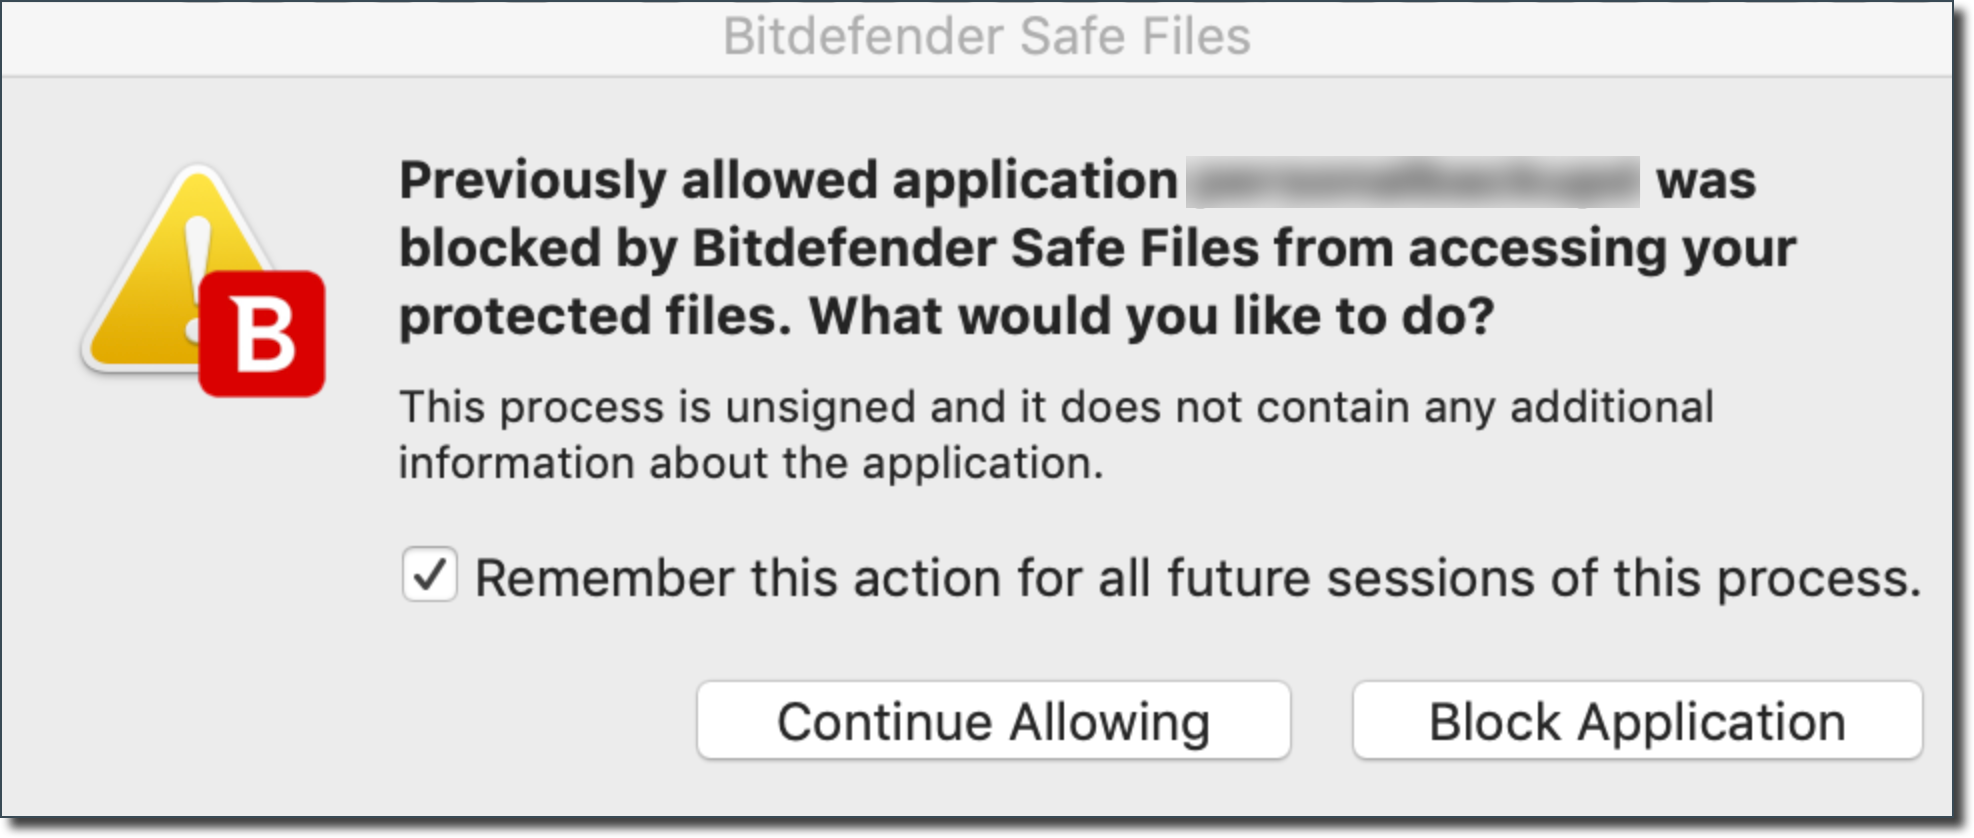 Bitdefender Safe Files
Previously allowed application was
blocked by Bitdefender Safe Files from accessing your
protected files. What would you like to do?
This process is unsigned and it does not contain any additional
information about the application.
Remember this action for all future sessions of this process.
Continue Allowing
Block Application
B